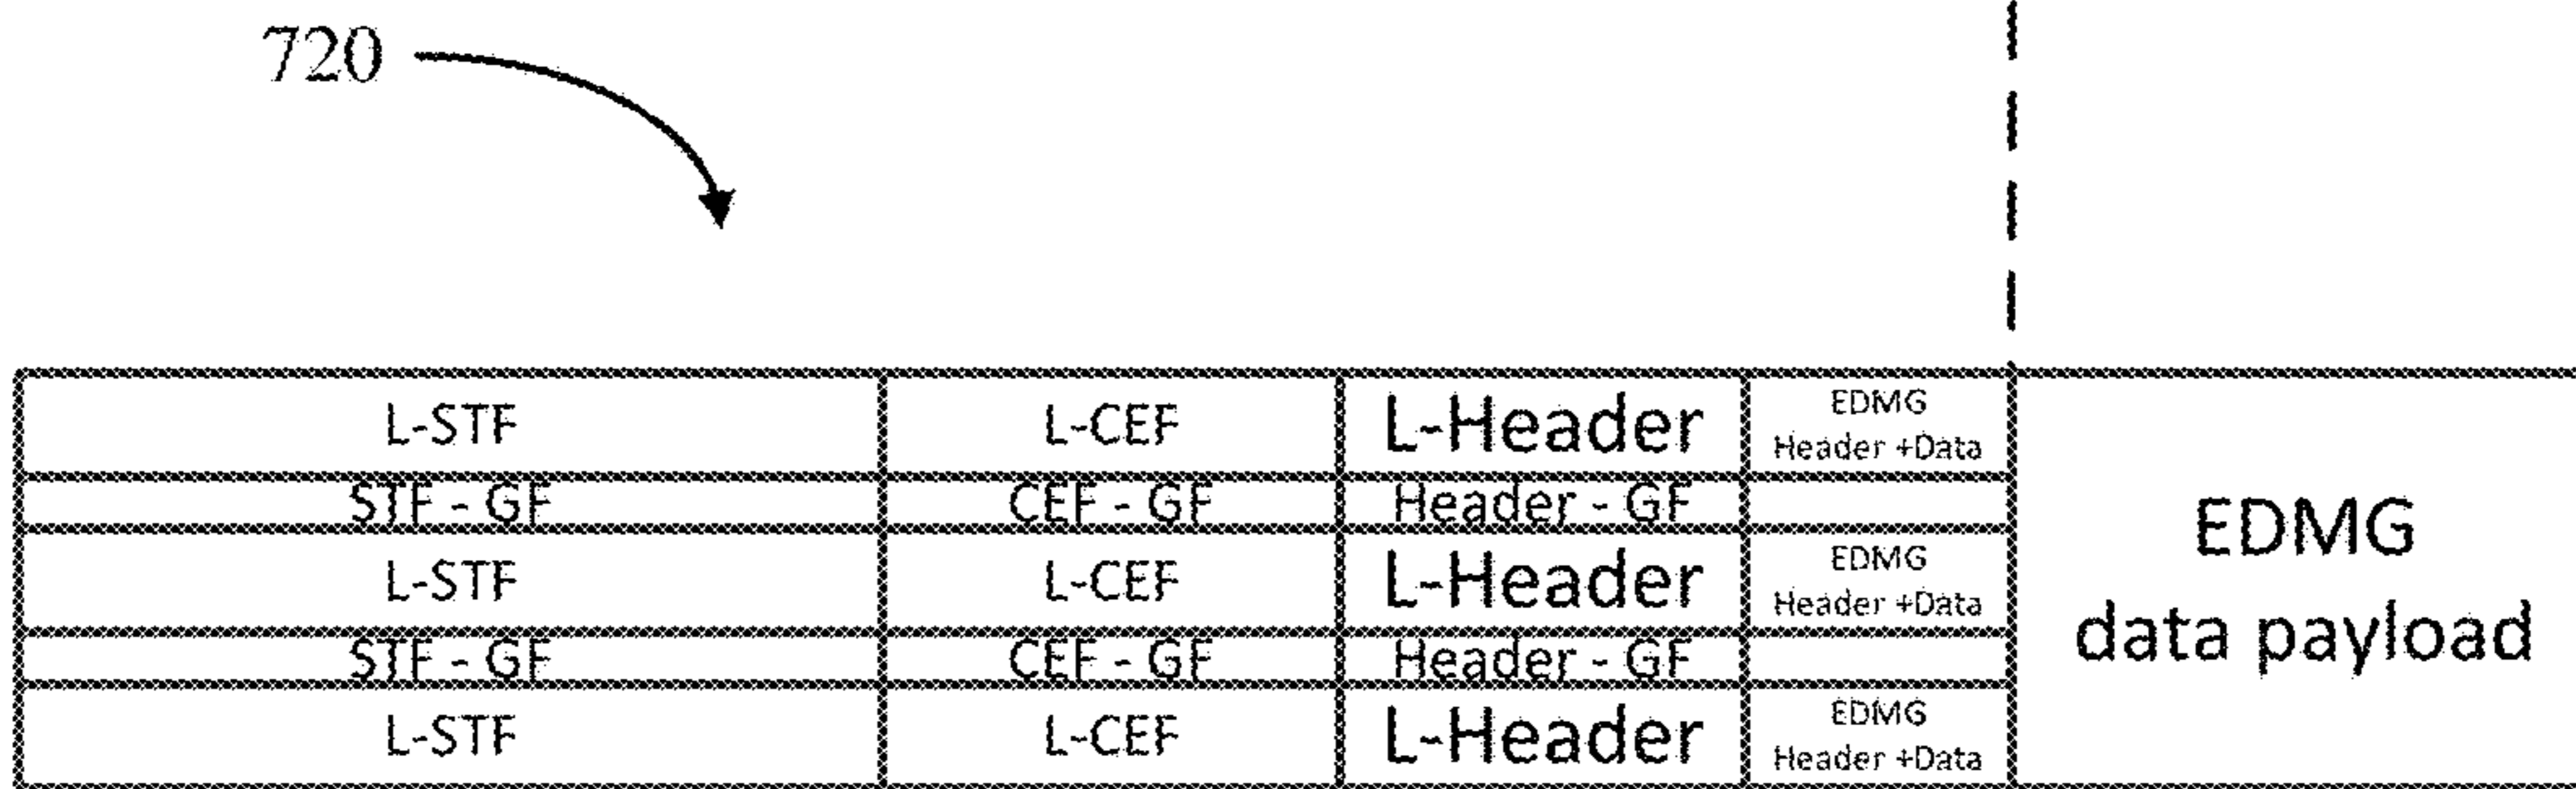 720
L-STF L-CEF L-Header EDMG
Header +Data
STF - GF CEF - GF Header - GF
L-STF L-CEF L-Header EDMG
Header +Data
STF - GF CEF - GF Header - GF
L-STF L-CEF L-Header EDMG
Header +Data
EDMG
data payload